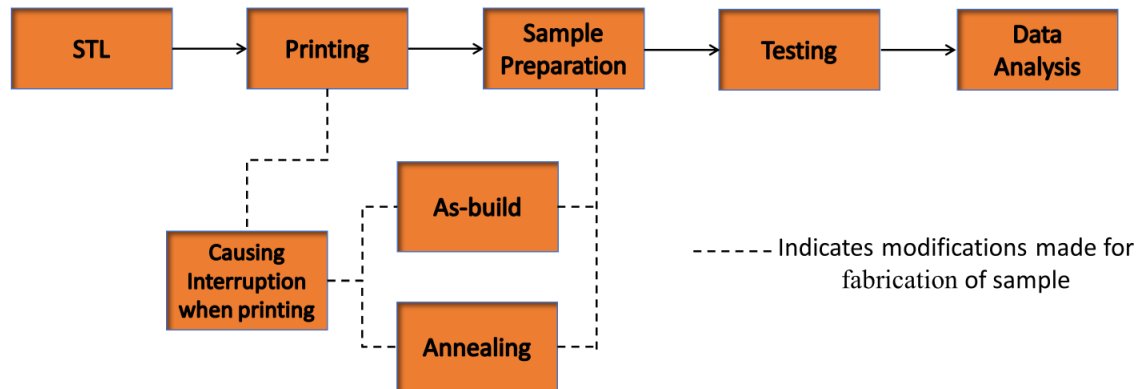 STL
Printing
Sample
Preparation
Testing
Data
Analysis
As-build
Causing
Interruption
when printing
Annealing
Indicates modifications made for
fabrication of sample